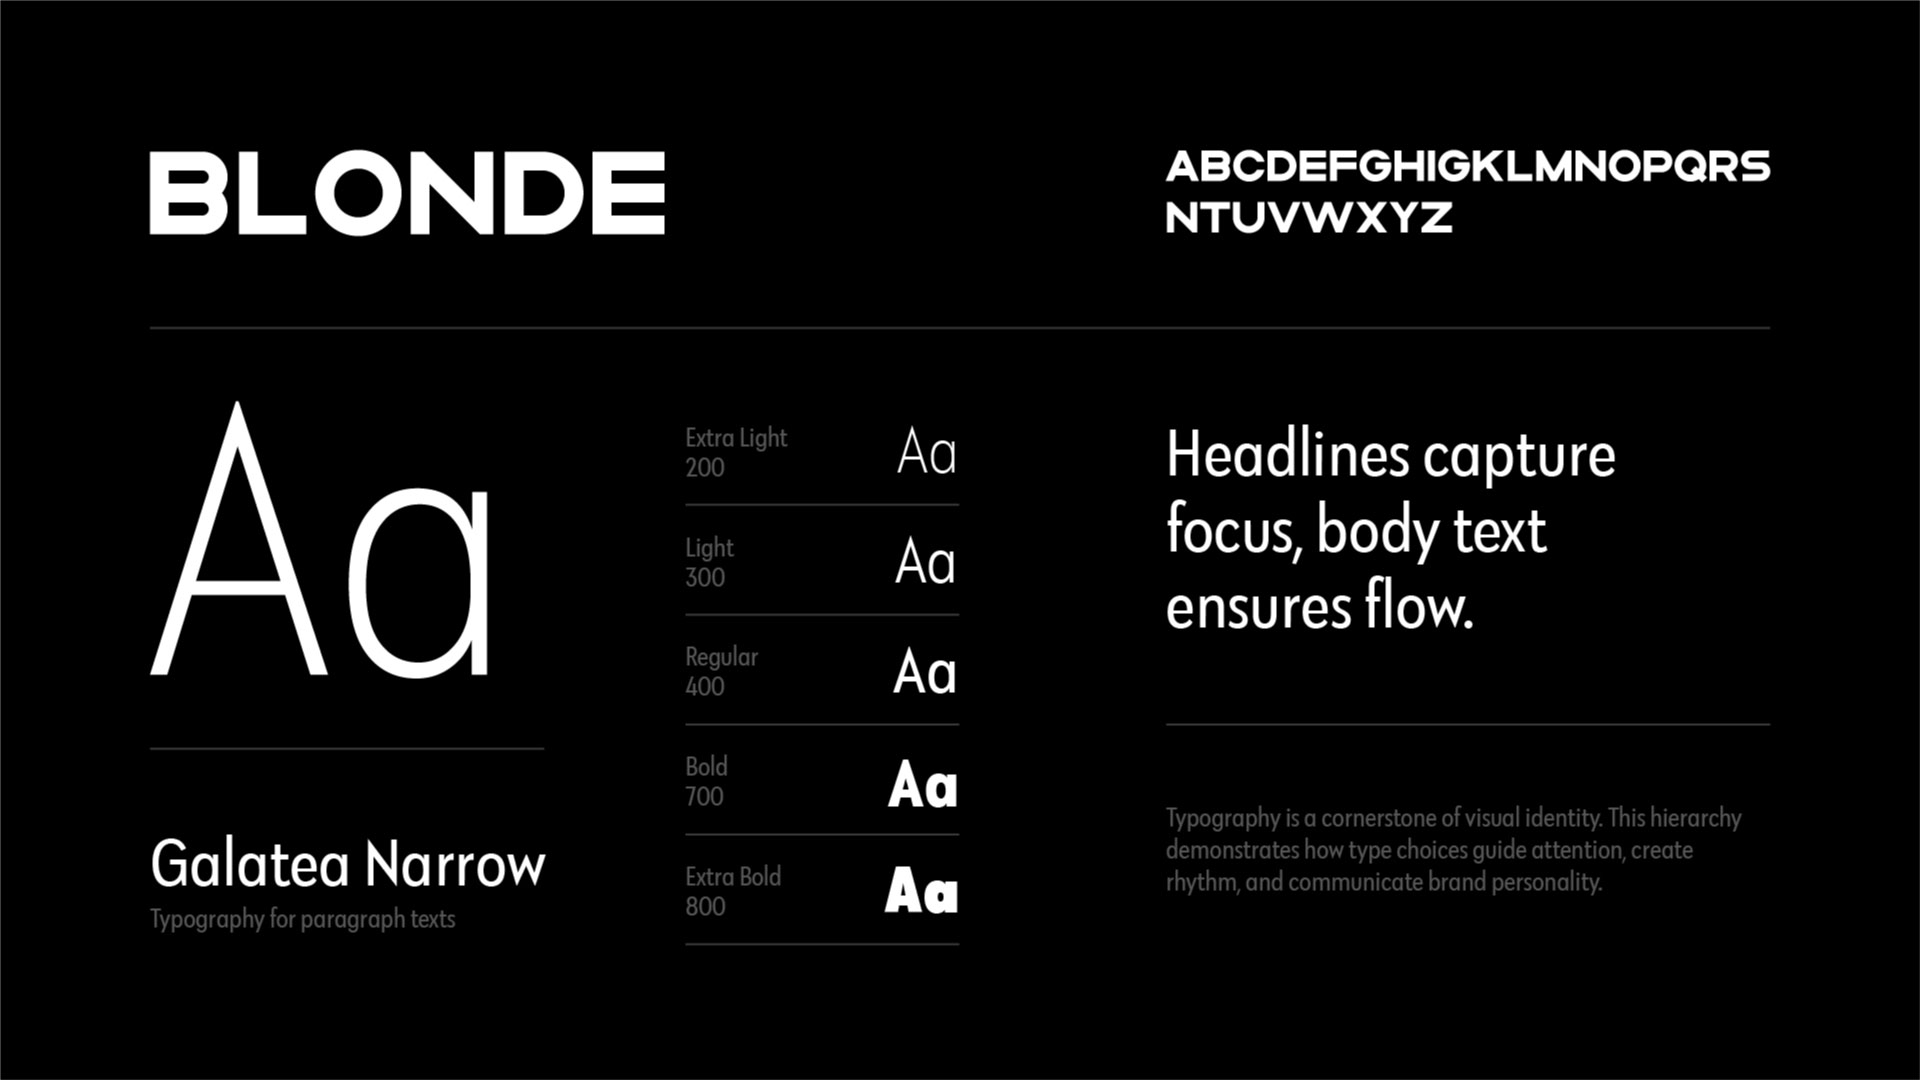 BLONDE
ABCDEFGHIGKLMNOPQRS
NTUVWXYZ
Aa
Galatea Narrow
Typography for paragraph texts
Extra Light
200
Aa
Light
300
Aa
Regular
400
Aa
Bold
700
Aa
Extra Bold
800
Aa
Headlines capture
focus, body text
ensures flow.
Typography is a cornerstone of visual identity. This hierarchy
demonstrates how type choices guide attention, create
rhythm, and communicate brand personality.